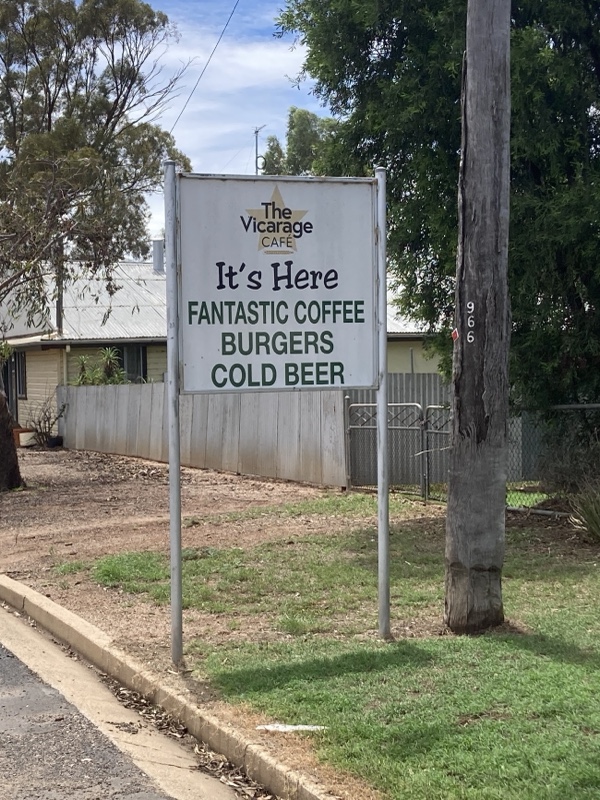 The
Vicarage
CAFÉ
It's Here
FANTASTIC COFFEE
BURGERS
COLD BEER
966